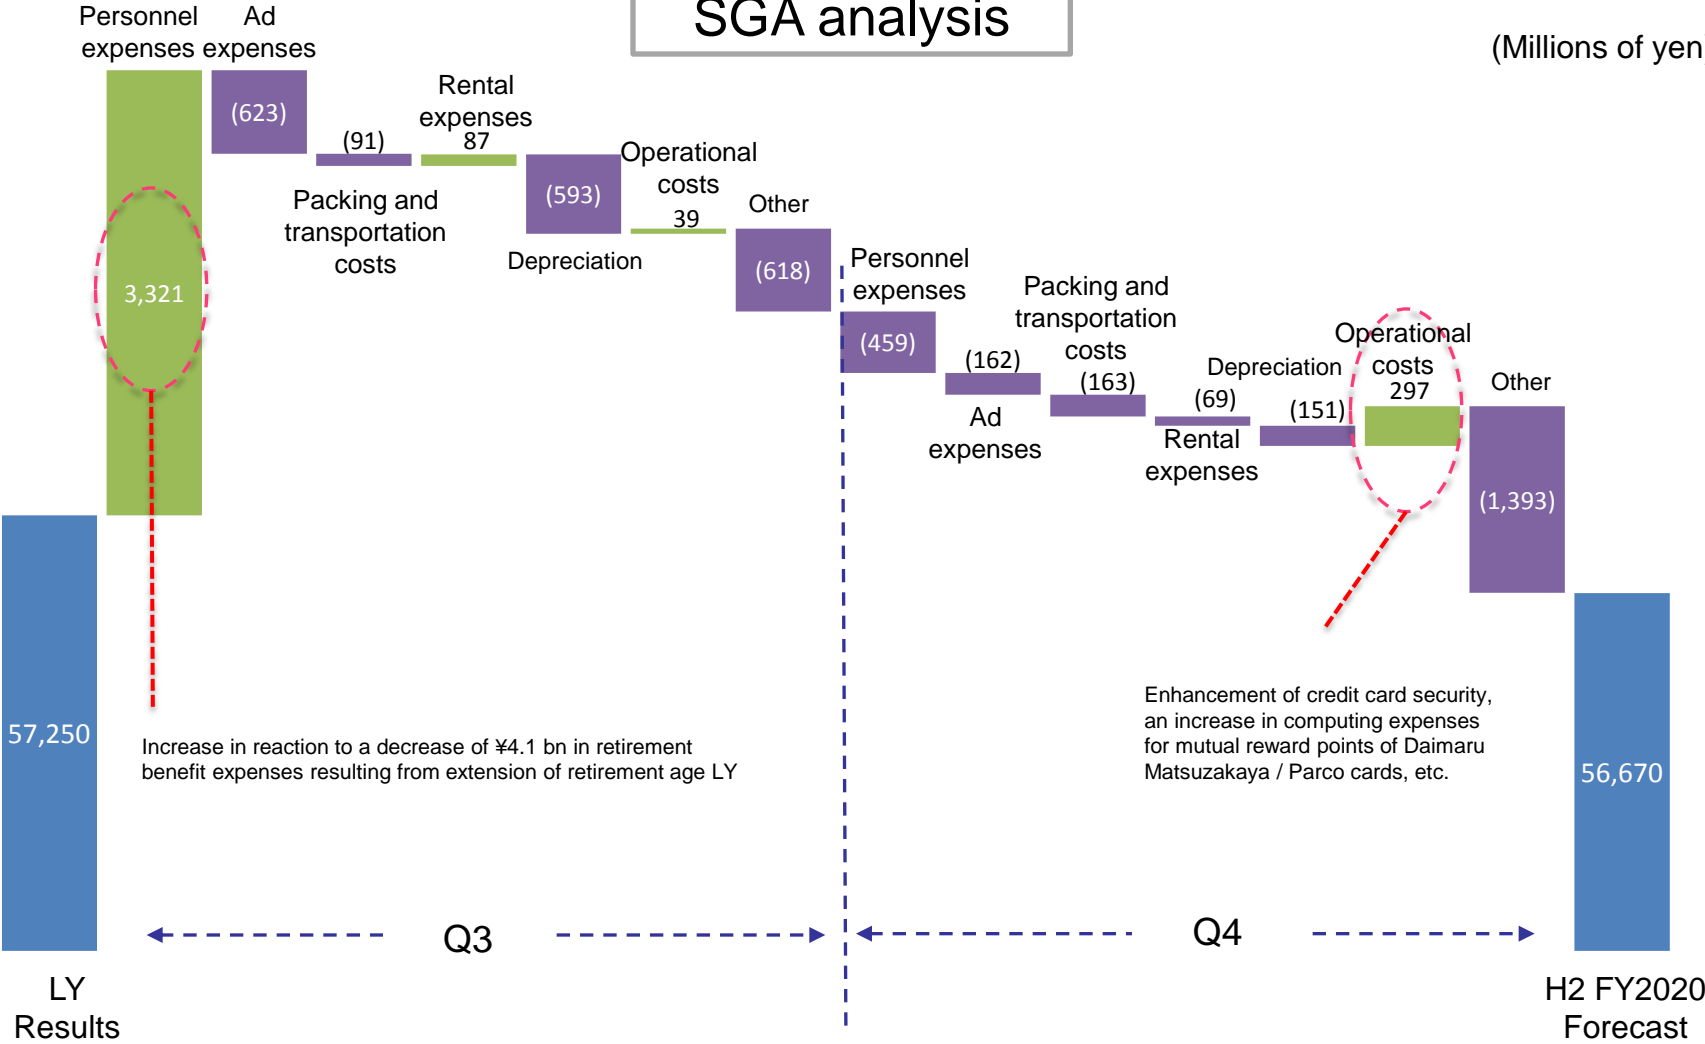 SGA analysis
(Millions of yen
Personnel
expenses
Ad
expenses
(623)
3,321
(91)
Packing and
transportation
costs
Rental
expenses
87
(593)
Depreciation
Operational
costs
39
Other
(618)
Personnel
expenses
(459)
(162)
Ad
expenses
Packing and
transportation
costs
(163)
(69)
Rental
expenses
Depreciation
(151)
Operational
costs
297
Other
(1,393)
57,250
Increase in reaction to a decrease of ¥4.1 bn in retirement
benefit expenses resulting from extension of retirement age LY
Enhancement of credit card security,
an increase in computing expenses
for mutual reward points of Daimaru
Matsuzakaya / Parco cards, etc.
56,670
Q3
Q4
LY
Results
H2 FY2020
Forecast